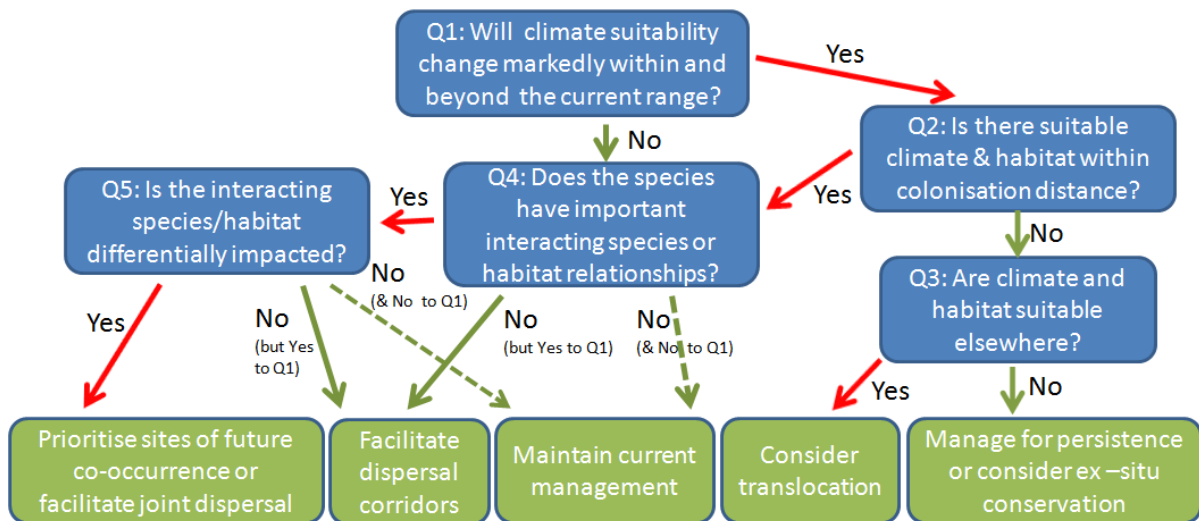 Q1: Will climate suitability
change markedly within and
beyond the current range?
Yes
No
Q2: Is there suitable
climate & habitat within
colonisation distance?
Yes
No
Q4: Does the species
have important
interacting species or
habitat relationships?
Yes
Q5: Is the interacting
species/habitat
differentially impacted?
Q3: Are climate and
habitat suitable
elsewhere?
Yes
No
(but Yes
to Q1)
No
(& No to Q1)
No
(but Yes to Q1)
No
(& No to Q1)
Yes
No
Prioritise sites of future
co-occurrence or
facilitate joint dispersal
Facilitate
dispersal
corridors
Maintain current
management
Consider
translocation
Manage for persistence
or consider ex –situ
conservation